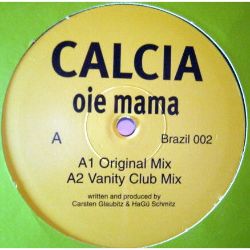 CALCIA
oie mama
A
Brazil 002
A1 Original Mix
A2 Vanity Club Mix
written and produced by
Carsten Glaubitz & HaGü Schmitz